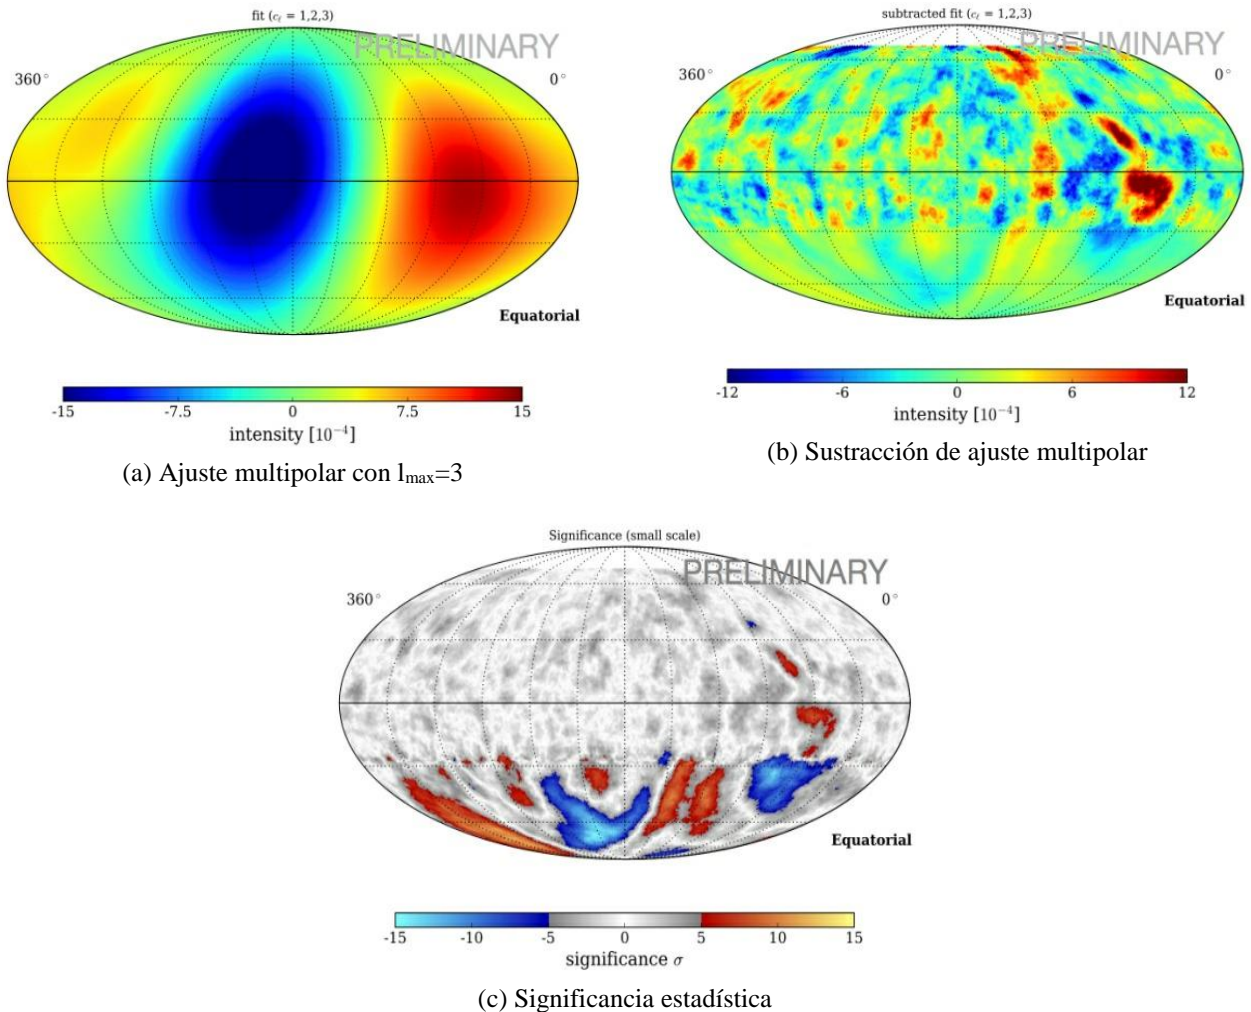 fit (cℓ = 1,2,3)
PRELIMINARY
360°
0°
Equatorial
-15 -7.5 0 7.5 15
intensity [10⁻⁴]
(a) Ajuste multipolar con lmax=3
subtracted fit (cℓ = 1,2,3)
PRELIMINARY
360°
0°
Equatorial
-12 -6 0 6 12
intensity [10⁻⁴]
(b) Sustracción de ajuste multipolar
Significance (small scale)
PRELIMINARY
360°
0°
Equatorial
-15 -10 -5 0 5 10 15
significance σ
(c) Significancia estadística